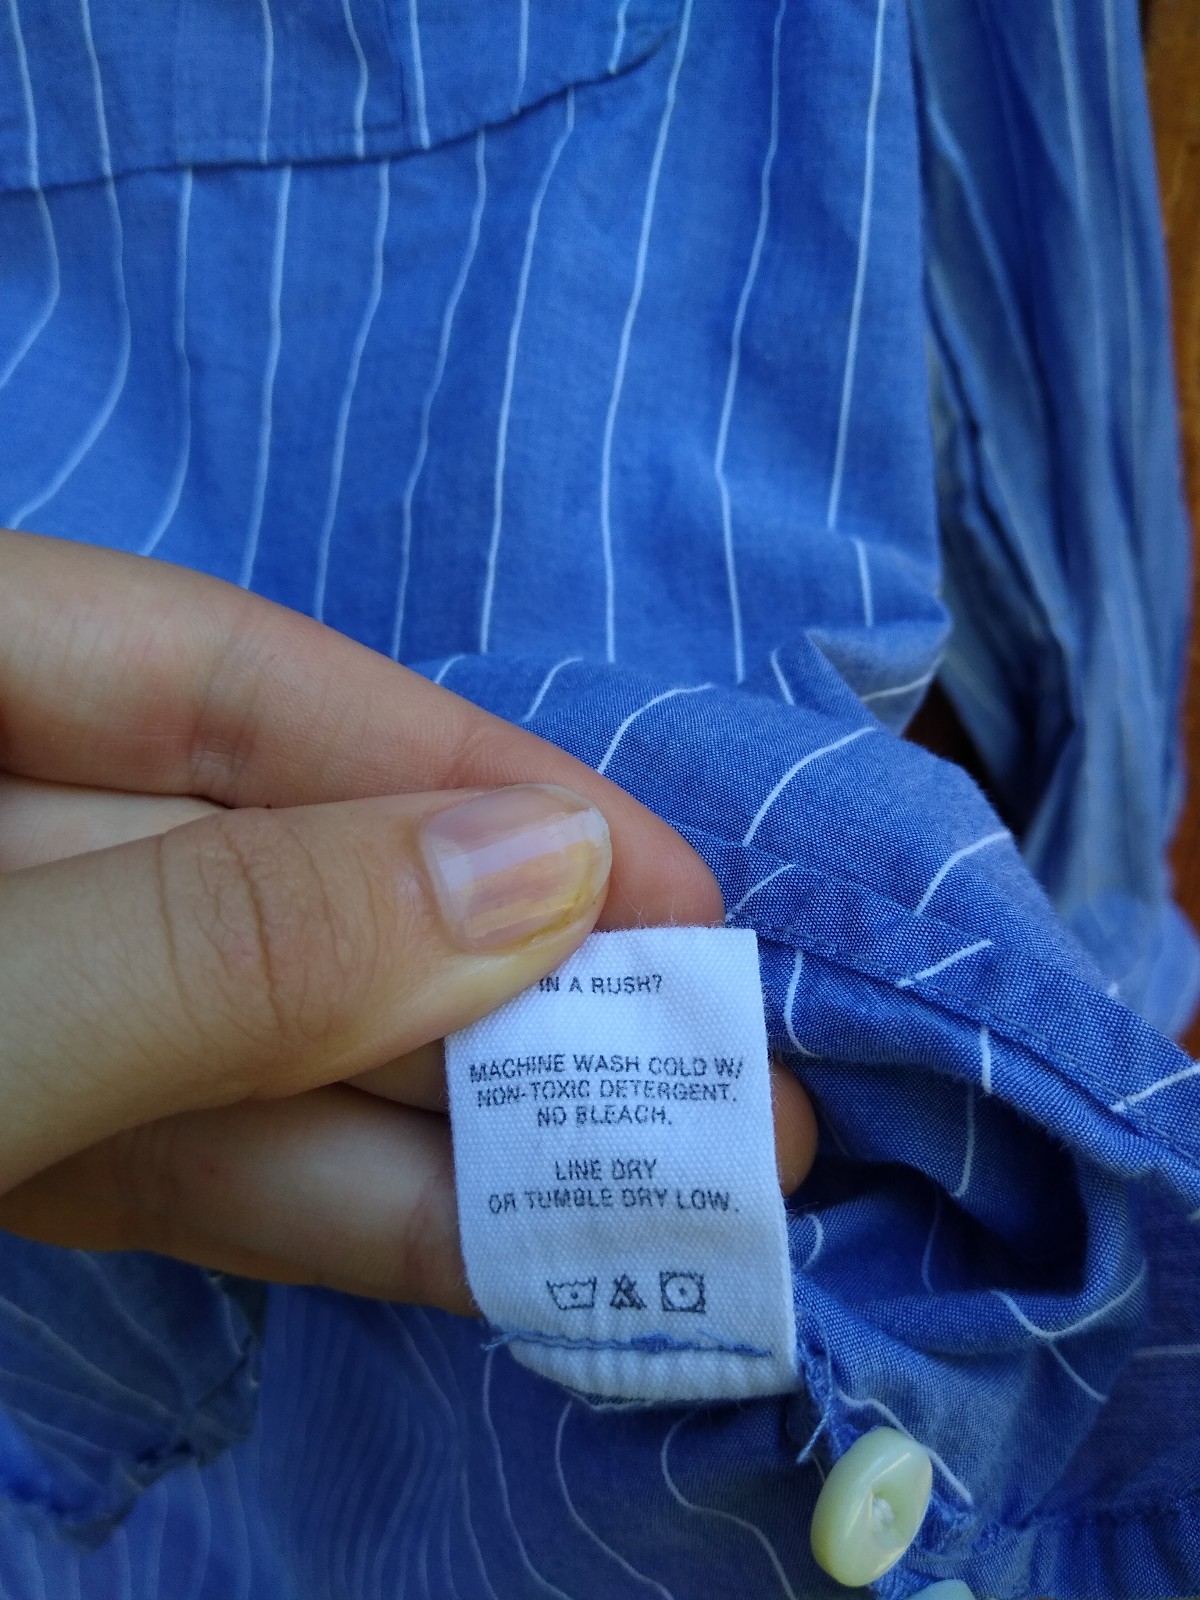 IN A RUSH?
MACHINE WASH COLD W/
NON-TOXIC DETERGENT.
NO BLEACH.
LINE DRY
OR TUMBLE DRY LOW.